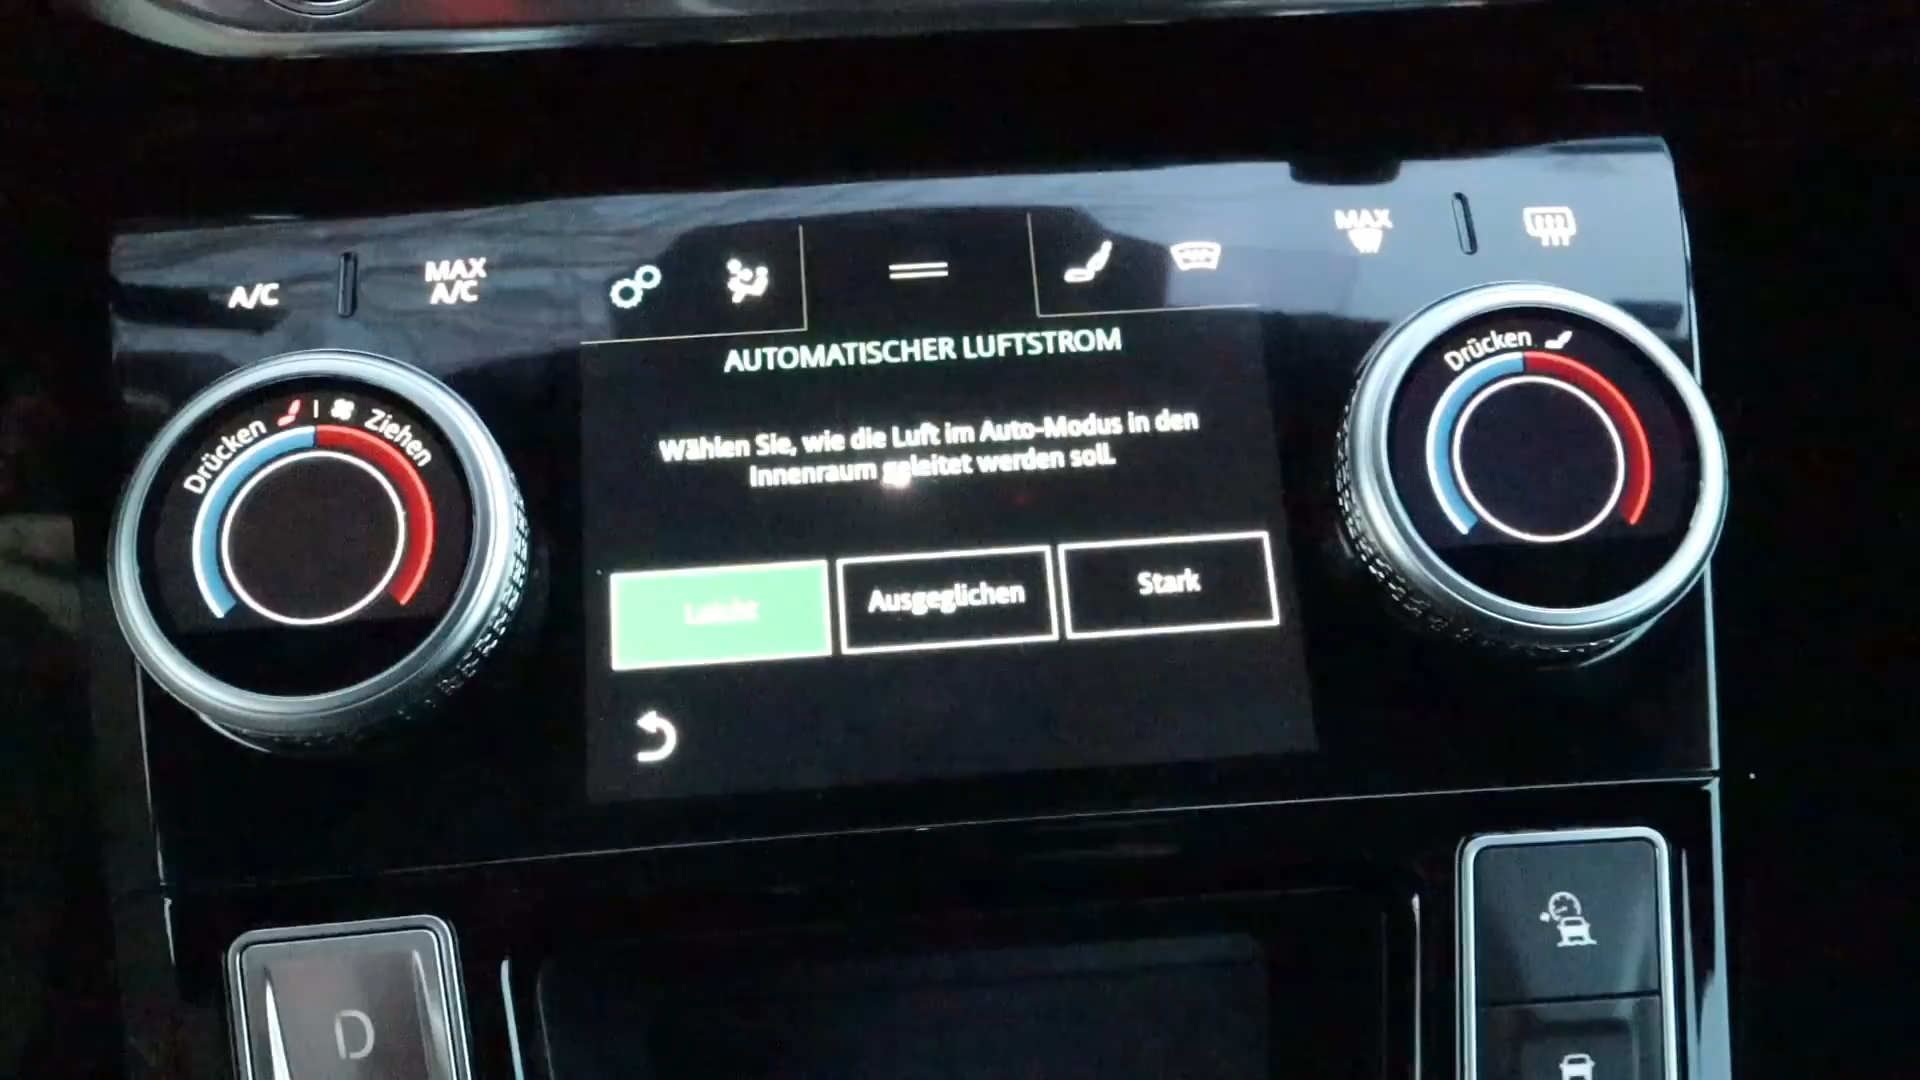 A/C
MAX
A/C
MAX
AUTOMATISCHER LUFTSTROM
Drücken
Ziehen
Drücken
Wählen Sie, wie die Luft im Auto-Modus in den
Innenraum geleitet werden soll.
Leicht
Ausgeglichen
Stark
D